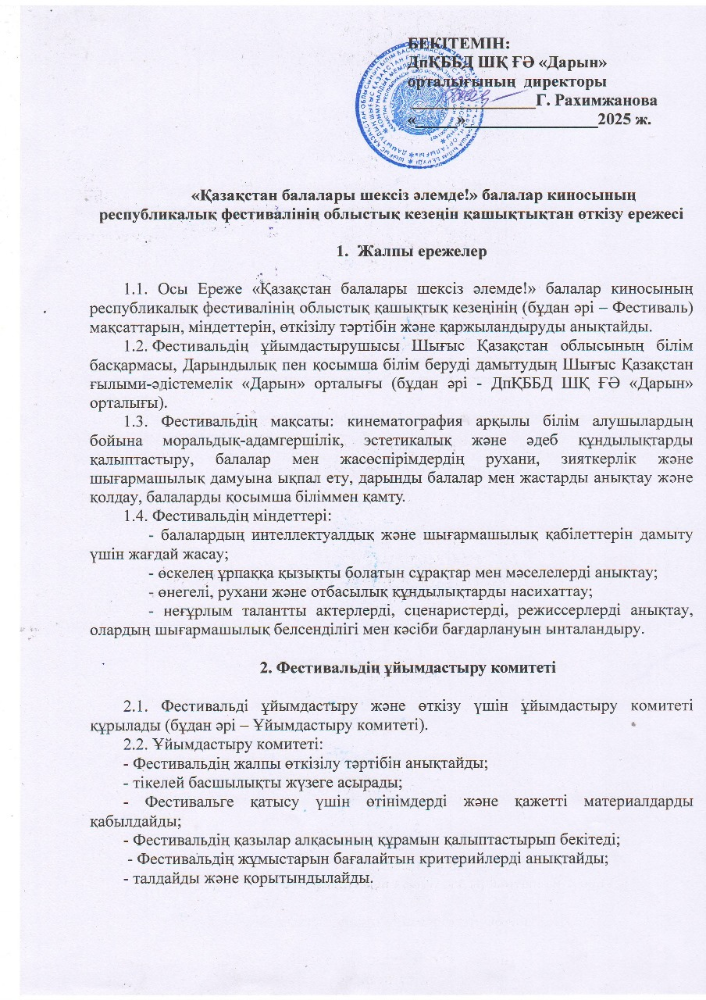 БЕКІТЕМІН:
ДпҚББД ШҚ ҒӘ «Дарын»
орталығының директоры
________________Г. Рахимжанова
«_____»________________2025 ж.
«Қазақстан балалары шексіз әлемде!» балалар киносының
республикалық фестивалінің облыстық кезеңін қашықтықтан өткізу ережесі
1. Жалпы ережелер
1.1. Осы Ереже «Қазақстан балалары шексіз әлемде!» балалар киносының
республикалық фестивалінің облыстық қашықтық кезеңінің (бұдан әрі – Фестиваль)
мақсаттарын, міндеттерін, өткізілу тәртібін және қаржыландыруды анықтайды.
1.2. Фестивальдің ұйымдастырушысы Шығыс Қазақстан облысының білім
басқармасы, Дарындылық пен қосымша білім беруді дамытудың Шығыс Қазақстан
ғылыми-әдістемелік «Дарын» орталығы (бұдан әрі - ДпҚББД ШҚ ҒӘ «Дарын»
орталығы).
1.3. Фестивальдің мақсаты: кинематография арқылы білім алушылардың
бойына моральдық-адамгершілік, эстетикалық және әдеб құндылықтарды
қалыптастыру, балалар мен жасөспірімдердің рухани, зияткерлік және
шығармашылық дамуына ықпал ету, дарынды балалар мен жастарды анықтау және
қолдау, балаларды қосымша біліммен қамту.
1.4. Фестивальдің міндеттері:
- балалардың интеллектуалдық және шығармашылық қабілеттерін дамыту
үшін жағдай жасау;
- өскелең ұрпаққа қызықты болатын сұрақтар мен мәселелерді анықтау;
- өнегелі, рухани және отбасылық құндылықтарды насихаттау;
- неғұрлым талантты актерлерді, сценаристерді, режиссерлерді анықтау,
олардың шығармашылық белсенділігі мен кәсіби бағдарлануын ынталандыру.
2. Фестивальдің ұйымдастыру комитеті
2.1. Фестивальді ұйымдастыру және өткізу үшін ұйымдастыру комитеті
құрылады (бұдан әрі – Ұйымдастыру комитеті).
2.2. Ұйымдастыру комитеті:
- Фестивальдің жалпы өткізілу тәртібін анықтайды;
- тікелей басшылықты жүзеге асырады;
- Фестивальге қатысу үшін өтінімдерді және қажетті материалдарды
қабылдайды;
- Фестивальдің қазылар алқасының құрамын қалыптастырып бекітеді;
- Фестивальдің жұмыстарын бағалайтын критерийлерді анықтайды;
- талдайды және қорытындылайды.